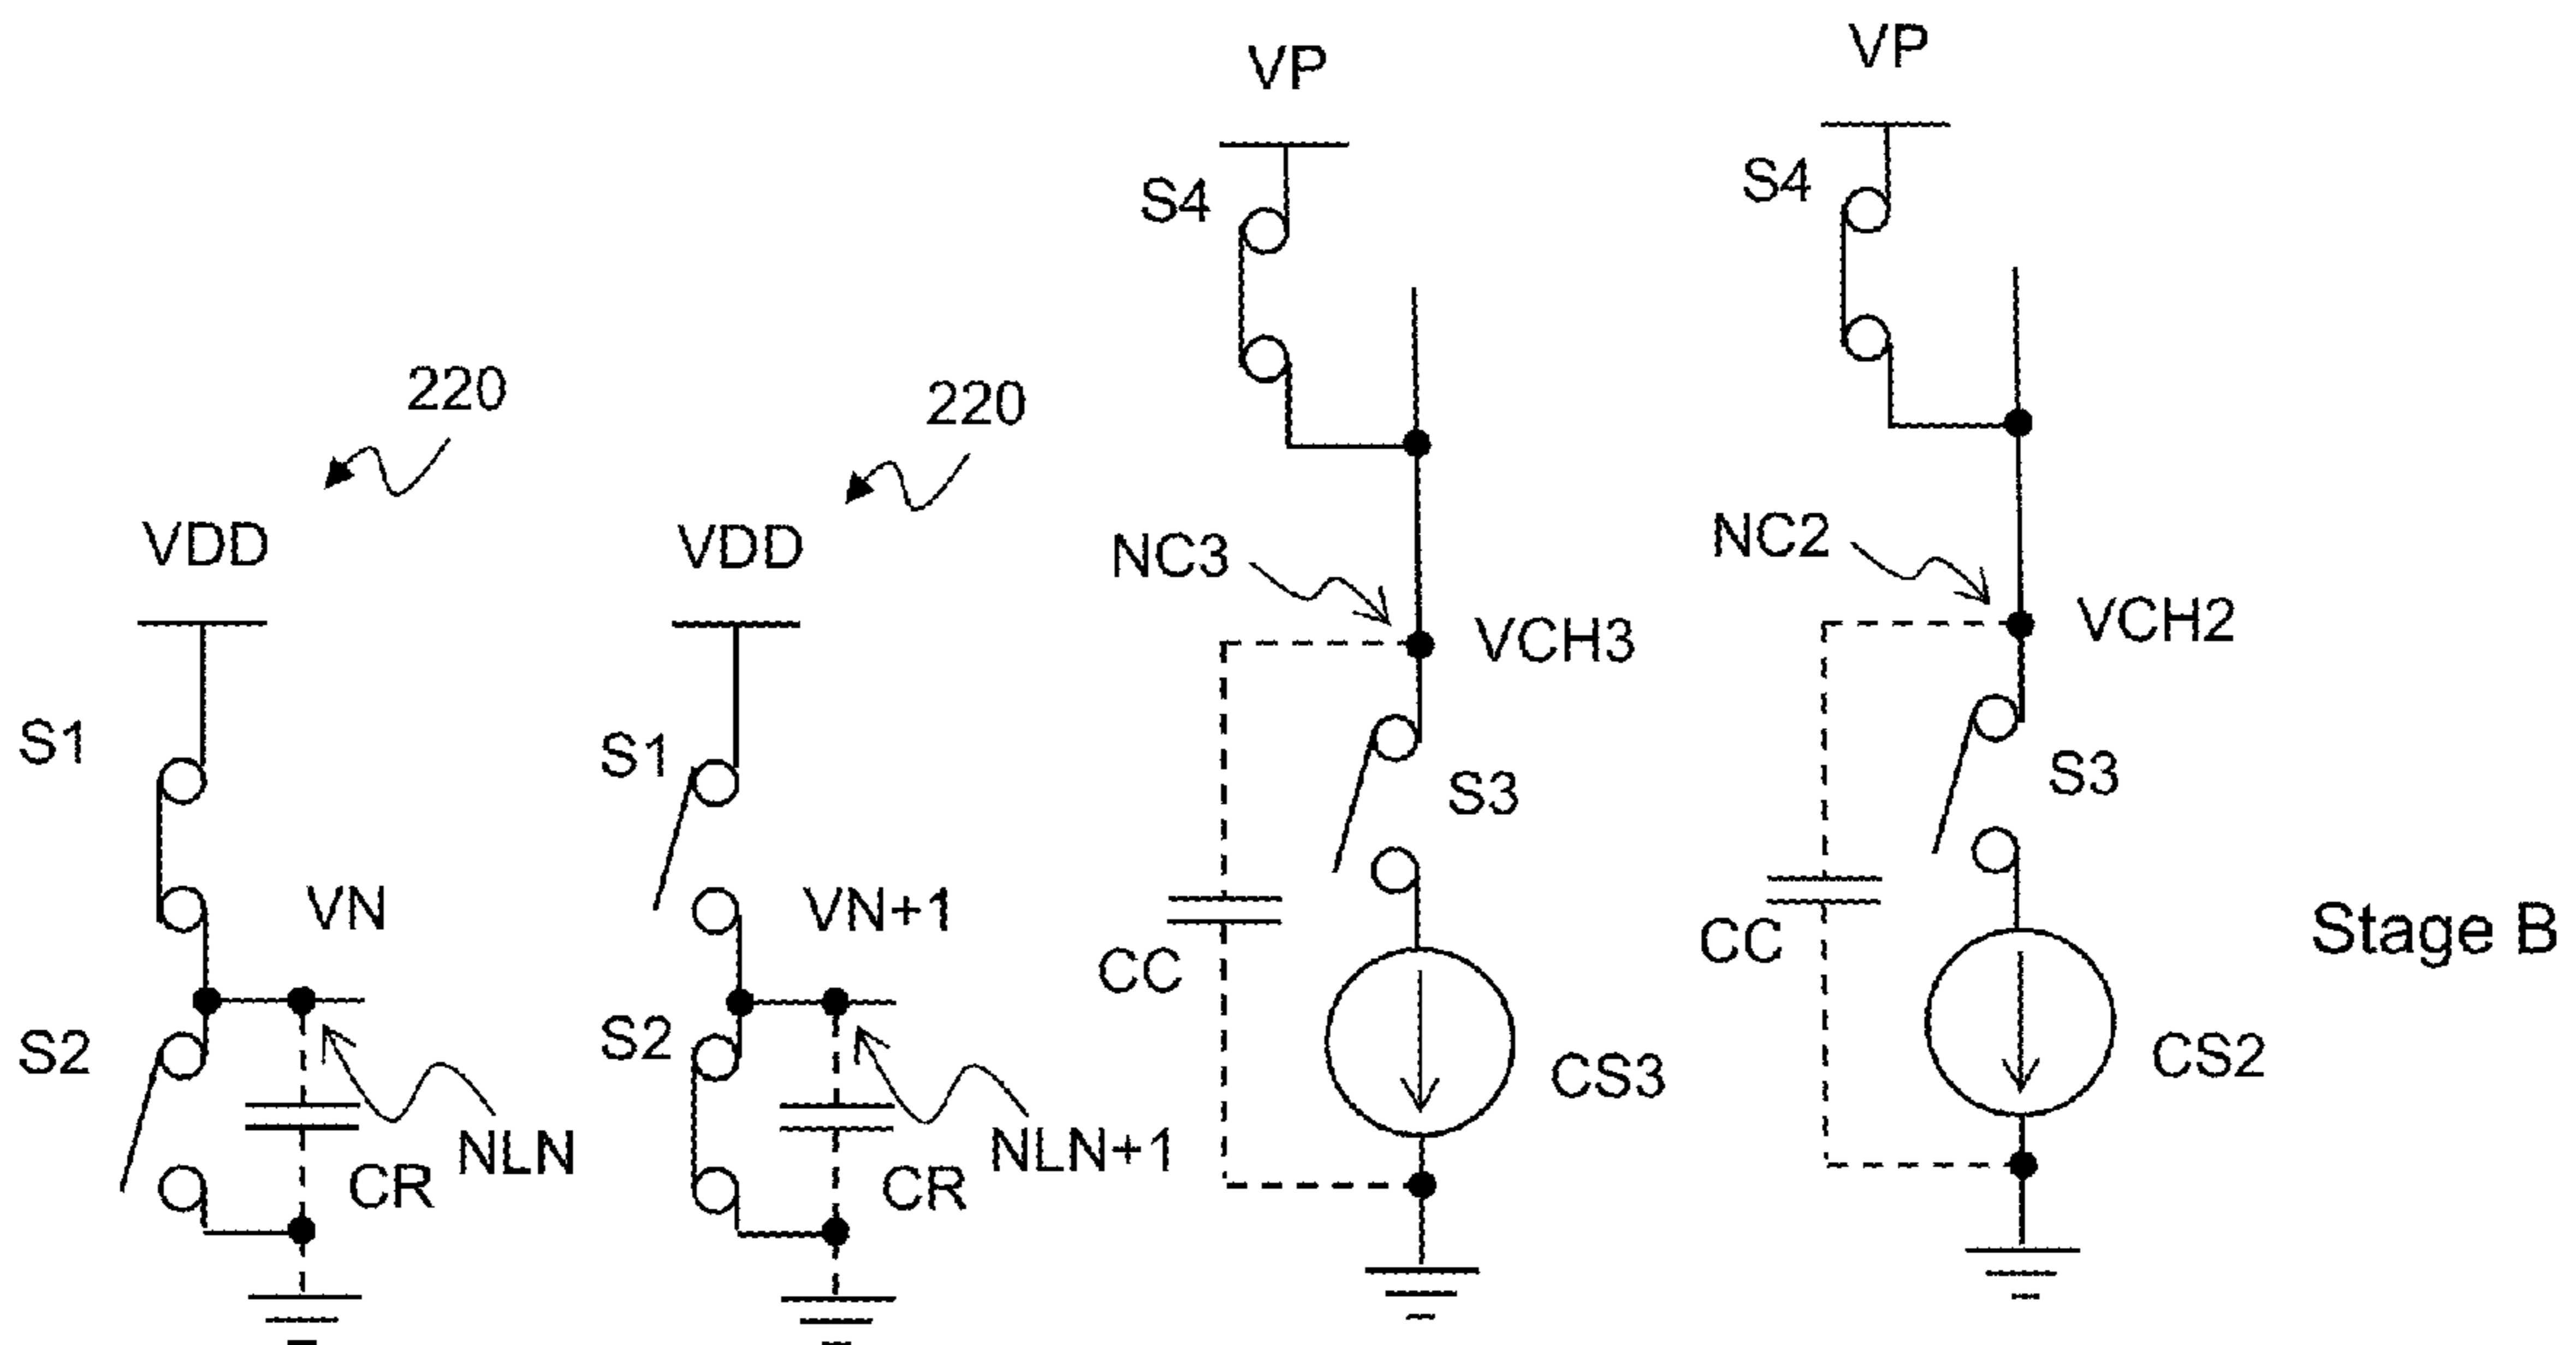 VP
VP
S4
S4
220
220
VDD
VDD
NC3
NC2
VCH3
VCH2
S1
S1
S3
S3
VN
VN+1
CC
CC
Stage B
S2
S2
CS3
CS2
NLN
NLN+1
CR
CR